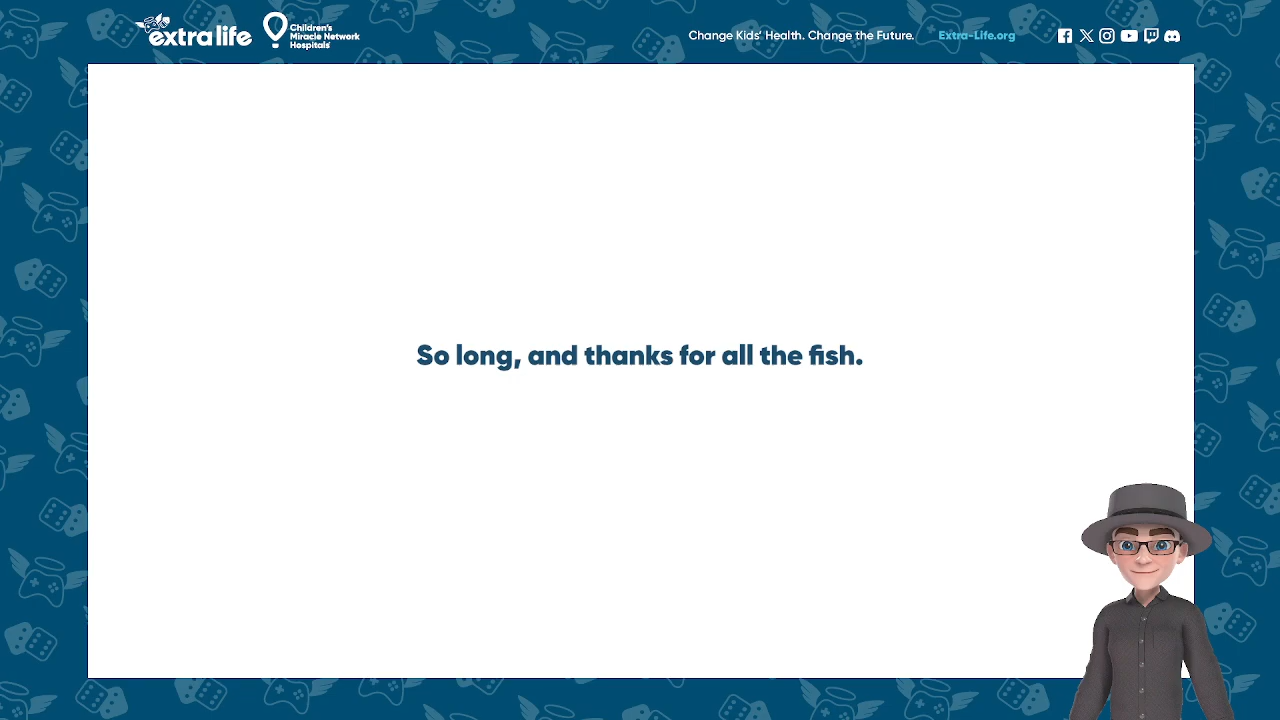 extra life
Children's
Miracle Network
Hospitals
Change Kids' Health. Change the Future.
Extra-Life.org
So long, and thanks for all the fish.